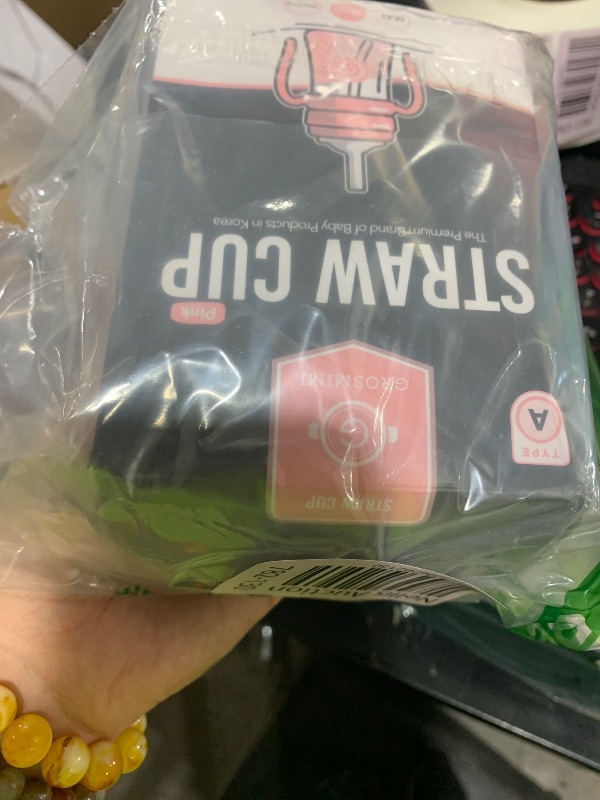 STRAW CUP
GROSMIMI
TYPE
A
Pink
STRAW CUP
The Premium Brand of Baby Products in Korea